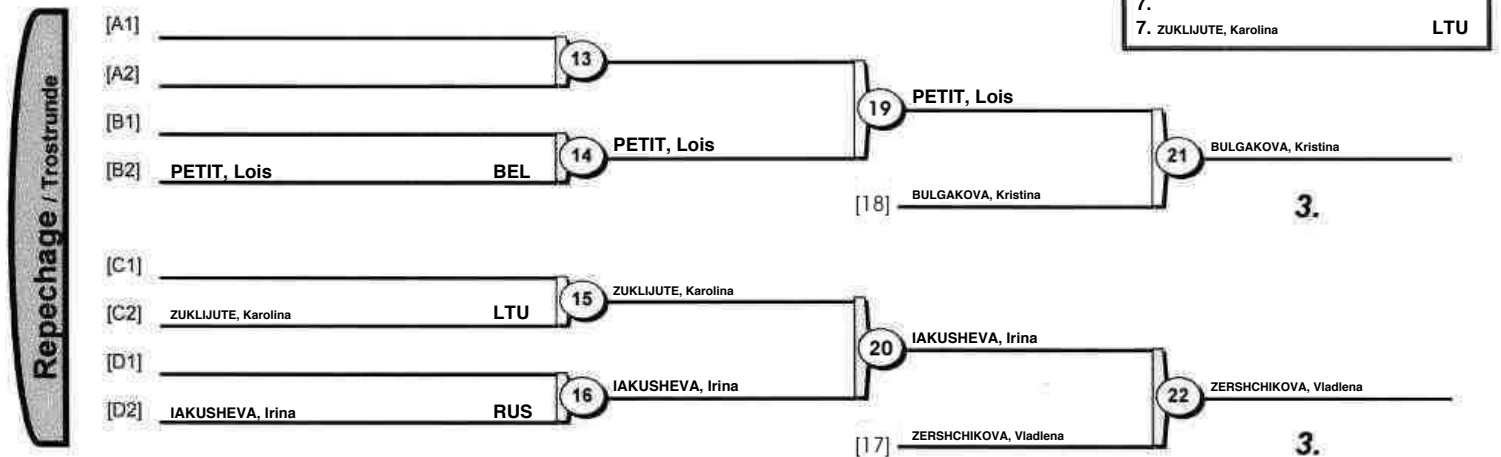 7.
7. ZUKLIJUTE, Karolina LTU
Repechage / Trostrunde
[A1]
13
[A2]
19 PETIT, Lois
[B1]
14 PETIT, Lois
21 BULGAKOVA, Kristina
[B2] PETIT, Lois BEL
[18] BULGAKOVA, Kristina
3.
[C1]
15 ZUKLIJUTE, Karolina
[C2] ZUKLIJUTE, Karolina LTU
20 IAKUSHEVA, Irina
[D1]
16 IAKUSHEVA, Irina
22 ZERSHCHIKOVA, Vladlena
[D2] IAKUSHEVA, Irina RUS
[17] ZERSHCHIKOVA, Vladlena
3.